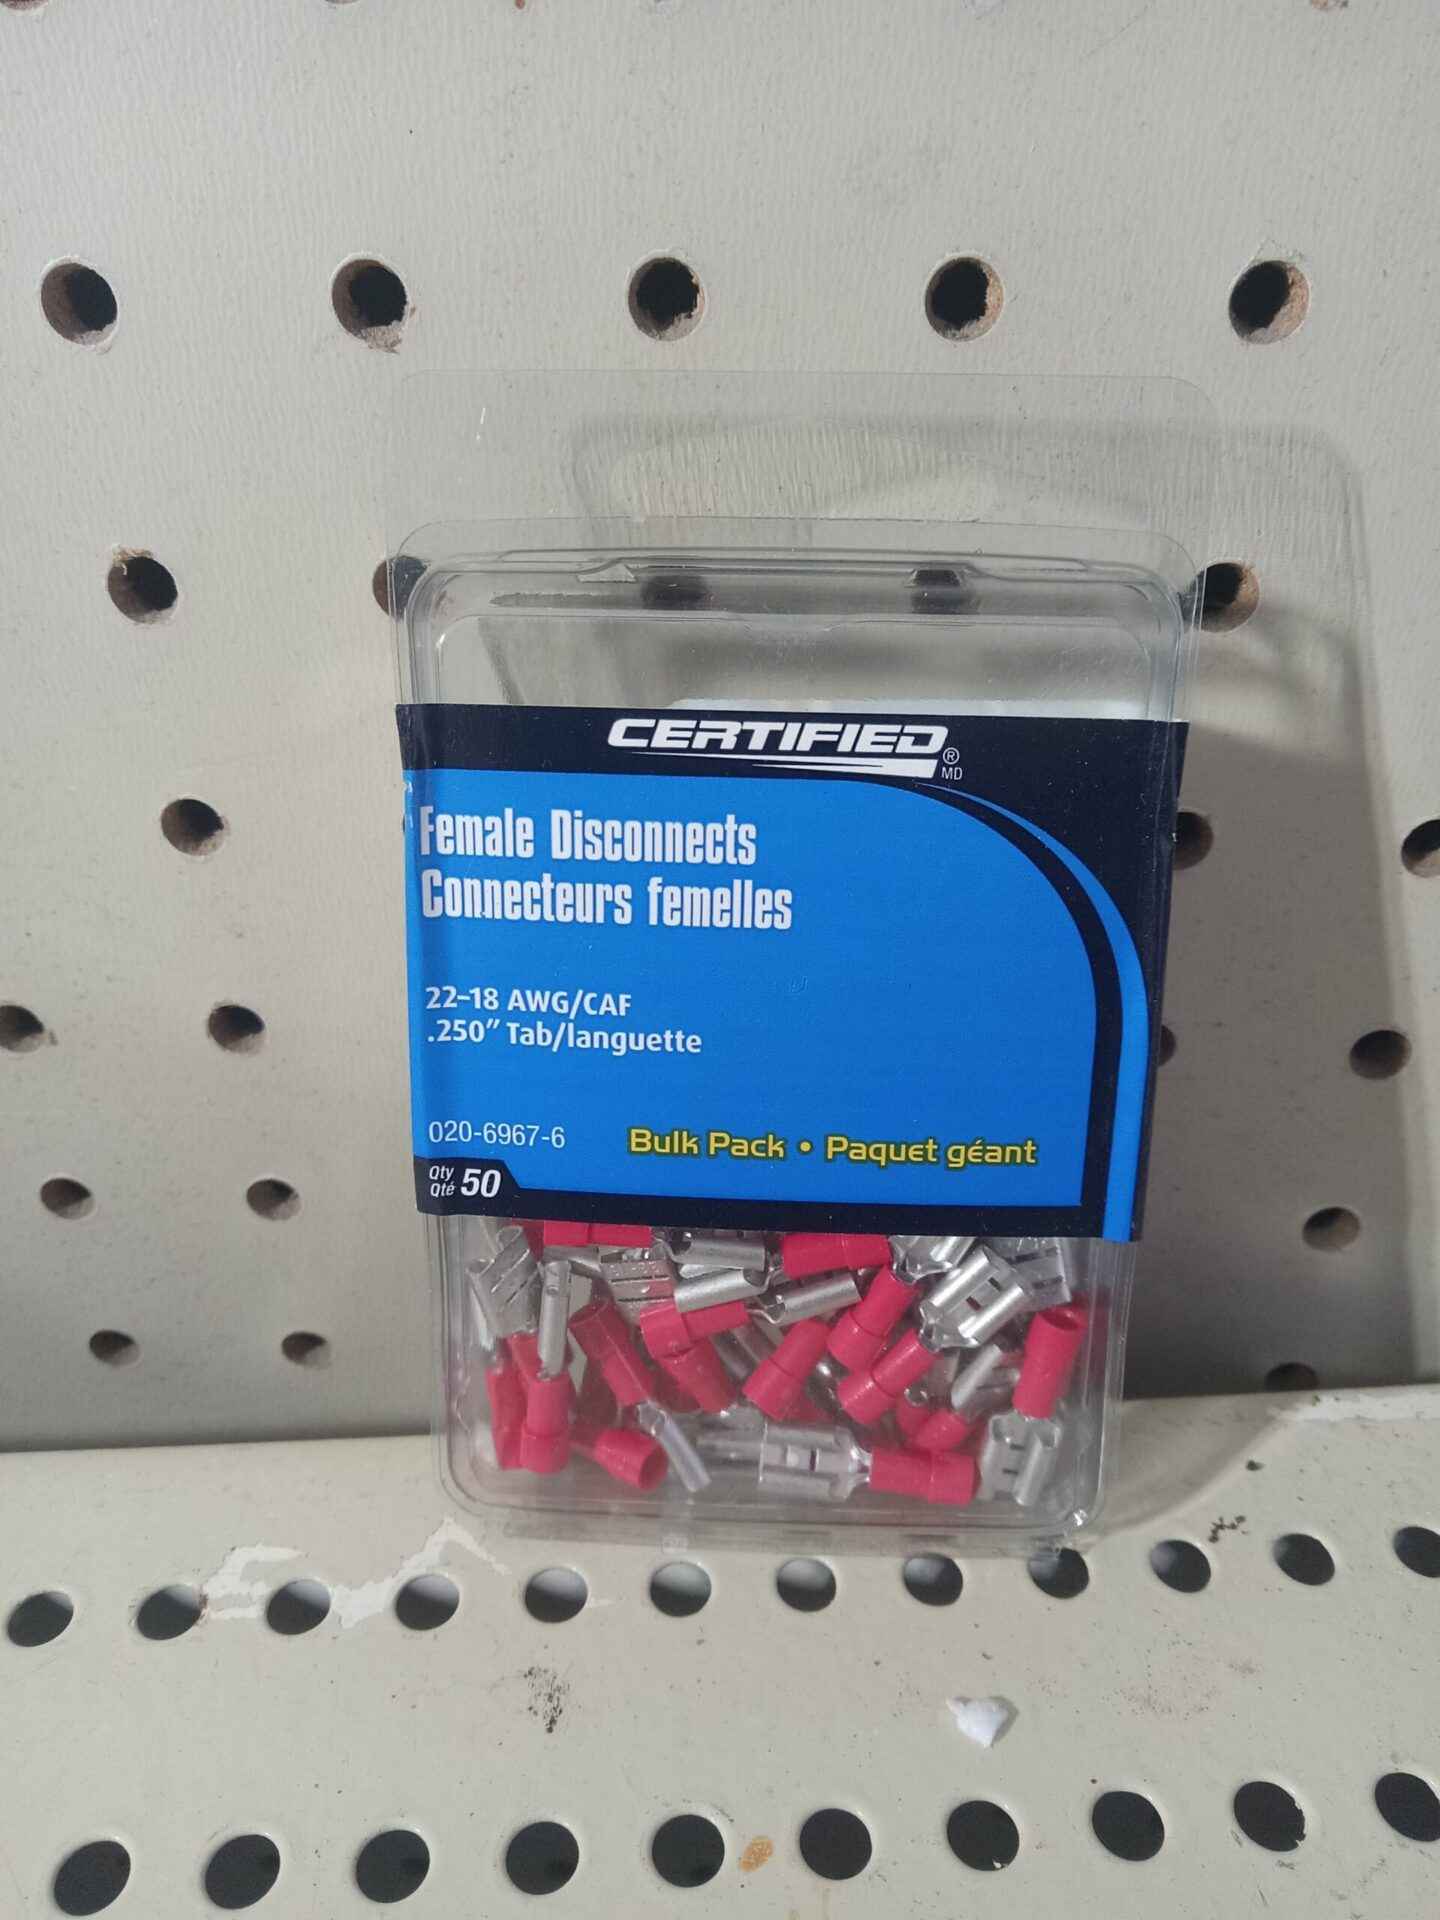 CERTIFIED
® MD
Female Disconnects
Connecteurs femelles
22-18 AWG/CAF
.250" Tab/languette
020-6967-6
Bulk Pack • Paquet géant
Qty
Qté 50